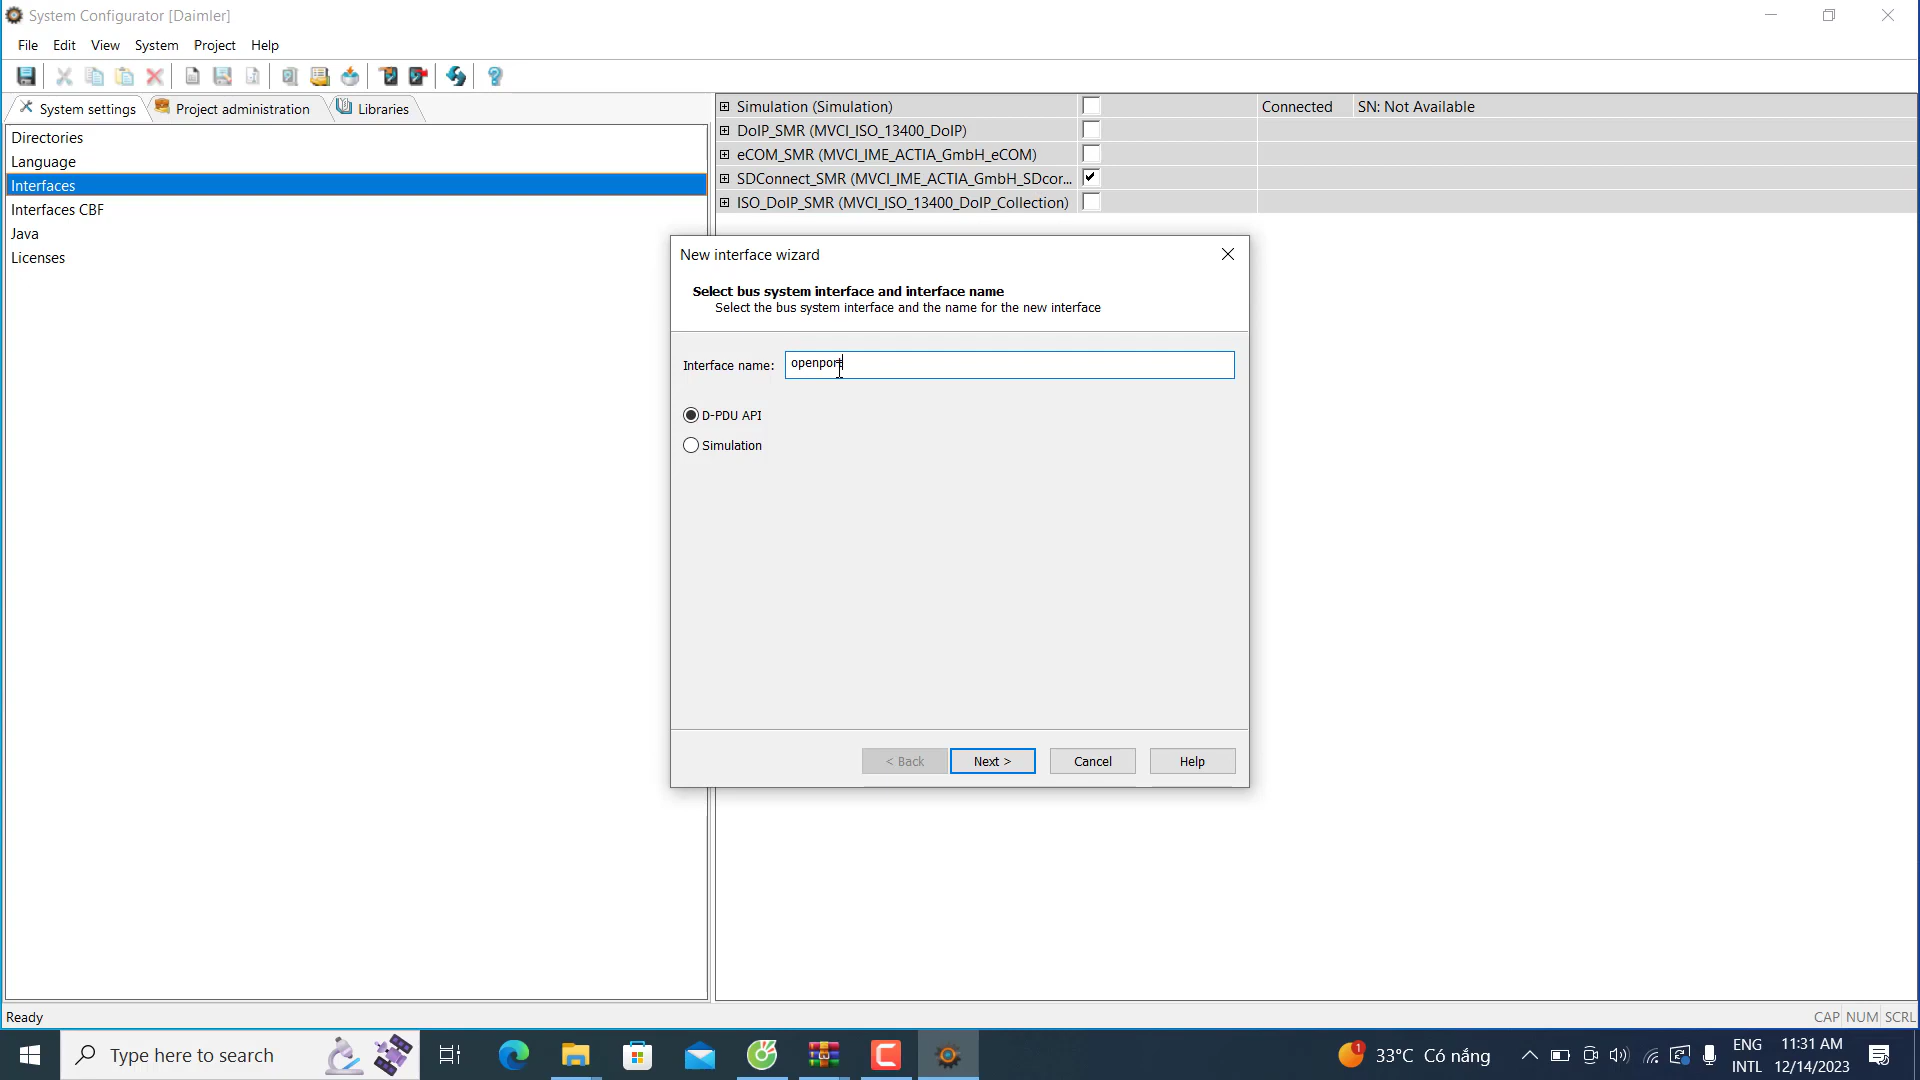 System Configurator [Daimler]
File Edit View System Project Help
System settings Project administration Libraries
Directories
Language
Interfaces
Interfaces CBF
Java
Licenses
Simulation (Simulation) Connected SN: Not Available
DoIP_SMR (MVCI_ISO_13400_DoIP)
eCOM_SMR (MVCI_IME_ACTIA_GmbH_eCOM)
SDConnect_SMR (MVCI_IME_ACTIA_GmbH_SDcor...
ISO_DoIP_SMR (MVCI_ISO_13400_DoIP_Collection)
New interface wizard
Select bus system interface and interface name
Select the bus system interface and the name for the new interface
Interface name: openport
D-PDU API
Simulation
< Back Next > Cancel Help
Ready CAP NUM SCRL
Type here to search
1 33°C Có nắng
ENG 11:31 AM
INTL 12/14/2023